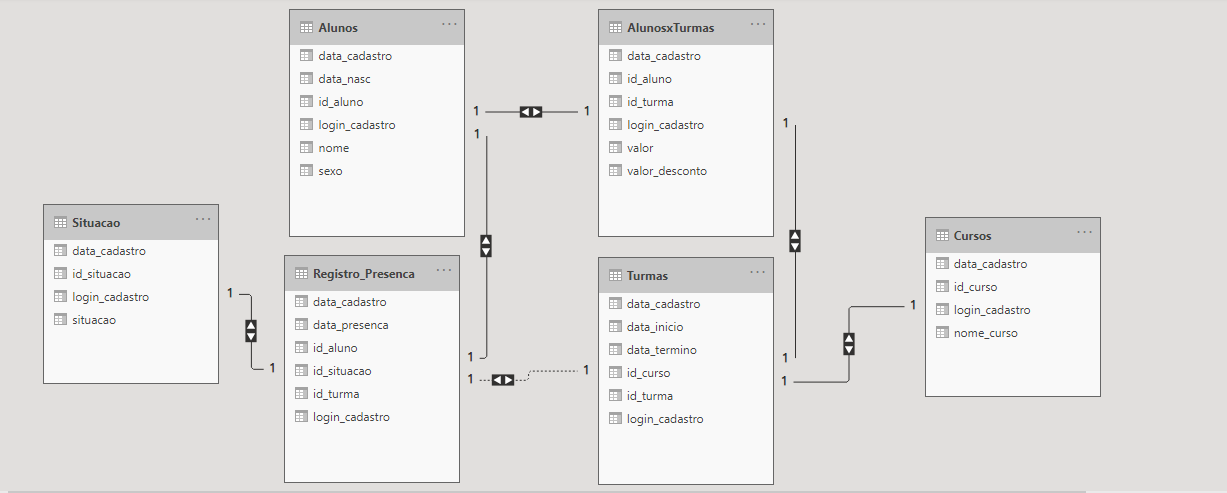 Alunos
data_cadastro
data_nasc
id_aluno
login_cadastro
nome
sexo
AlunosxTurmas
data_cadastro
id_aluno
id_turma
login_cadastro
valor
valor_desconto
1
1
1
1
Situacao
data_cadastro
id_situacao
login_cadastro
situacao
1
1
Registro_Presenca
data_cadastro
data_presenca
id_aluno
id_situacao
id_turma
login_cadastro
1
1
Turmas
data_cadastro
data_inicio
data_termino
id_curso
id_turma
login_cadastro
1
1
1
1
Cursos
data_cadastro
id_curso
login_cadastro
nome_curso